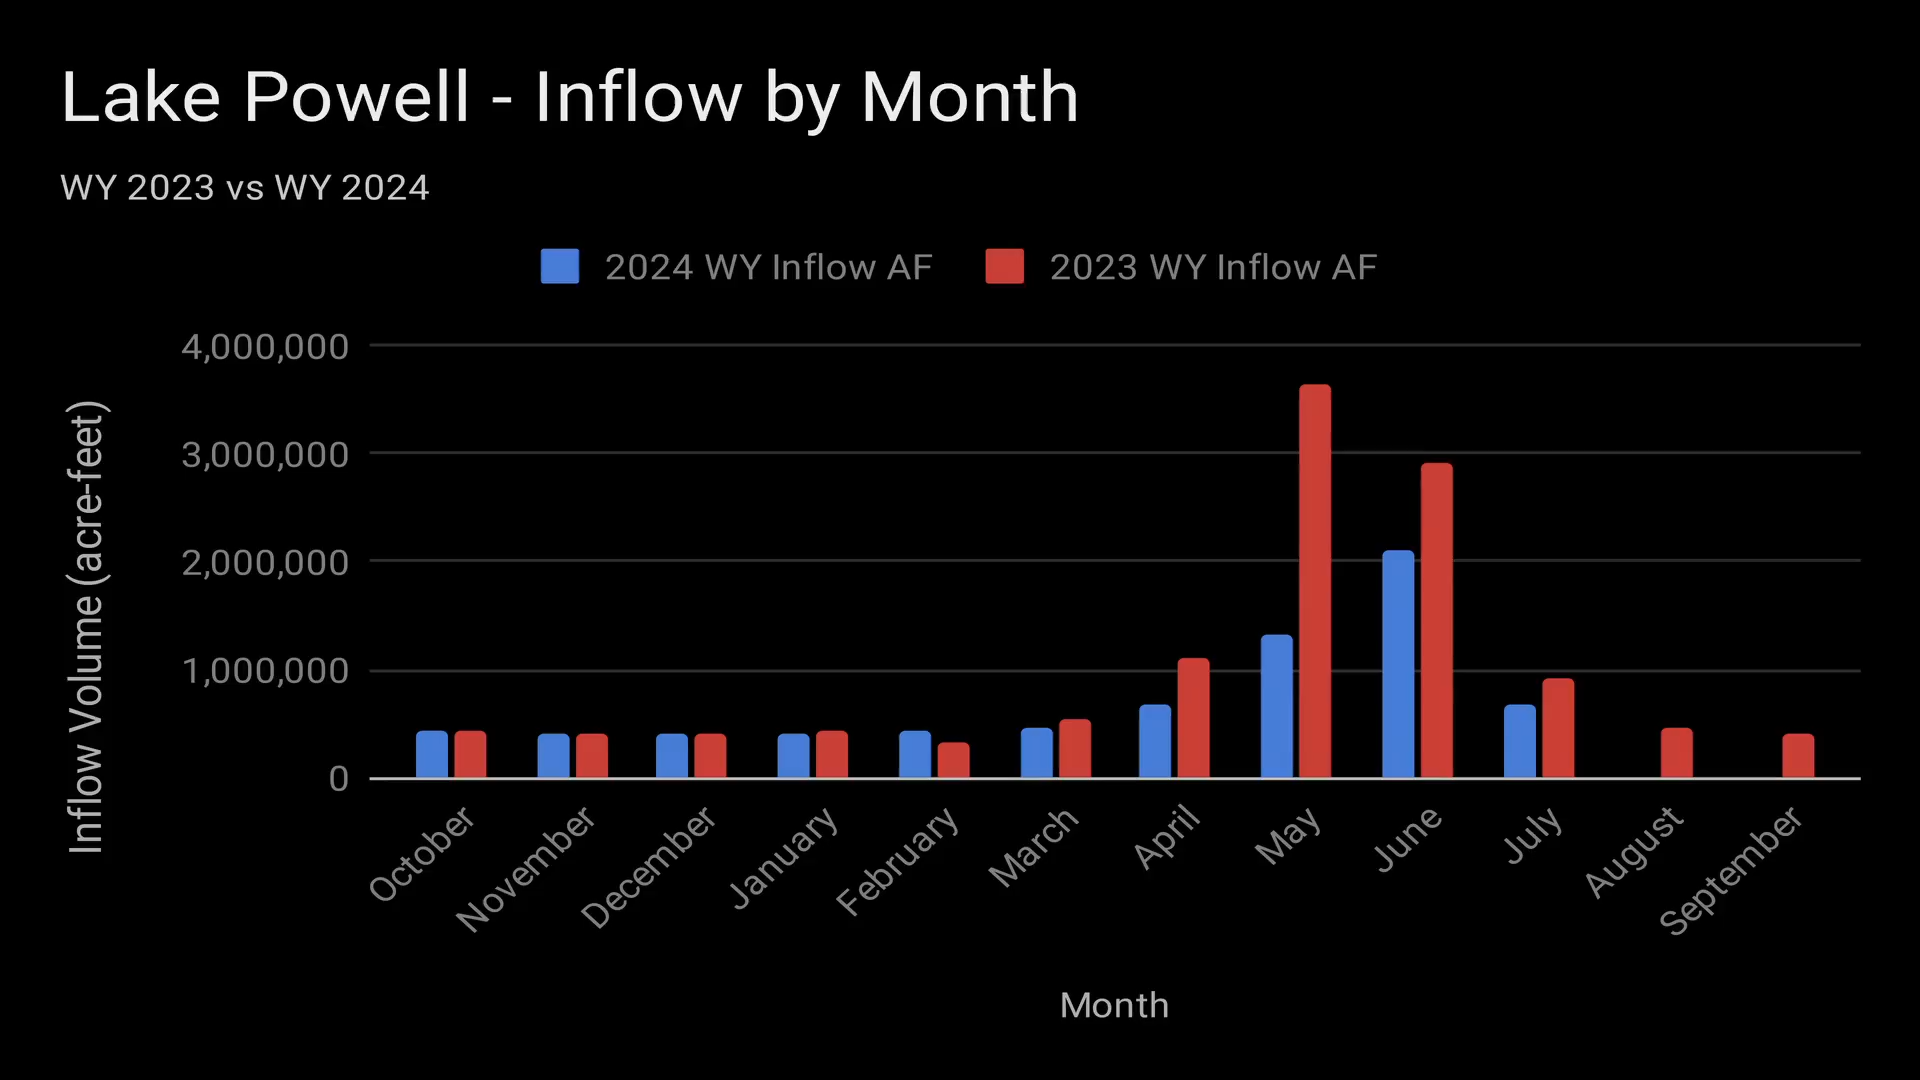 Lake Powell - Inflow by Month
WY 2023 vs WY 2024
2024 WY Inflow AF
2023 WY Inflow AF
Inflow Volume (acre-feet)
4,000,000
3,000,000
2,000,000
1,000,000
0
October
November
December
January
February
March
April
May
June
July
August
September
Month